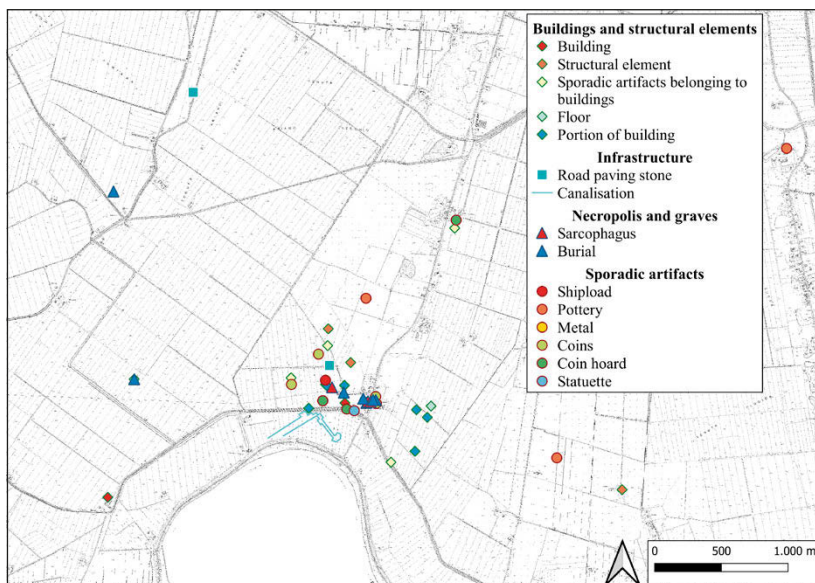 Buildings and structural elements
Building
Structural element
Sporadic artifacts belonging to
buildings
Floor
Portion of building
Infrastructure
Road paving stone
Canalisation
Necropolis and graves
Sarcophagus
Burial
Sporadic artifacts
Shipload
Pottery
Metal
Coins
Coin hoard
Statuette
0 500 1.000 m